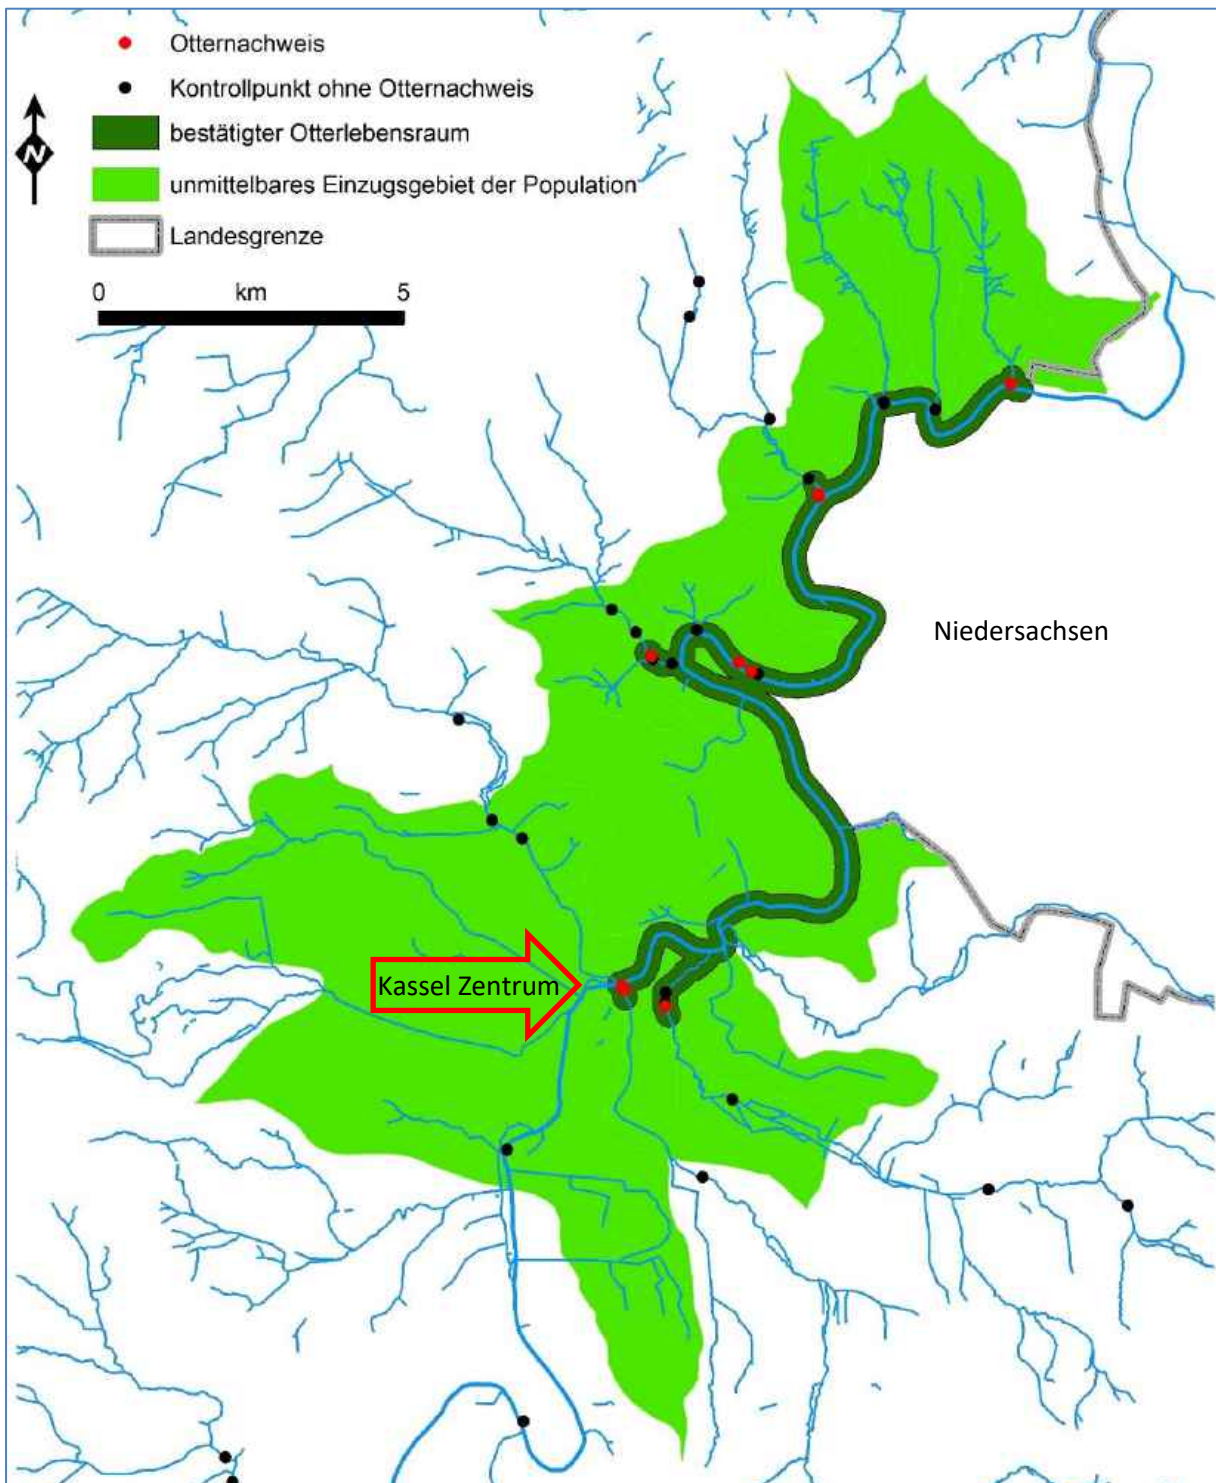 Otternachweis
Kontrollpunkt ohne Otternachweis
bestätigter Otterlebensraum
unmittelbares Einzugsgebiet der Population
Landesgrenze
N
0 km 5
Niedersachsen
Kassel Zentrum